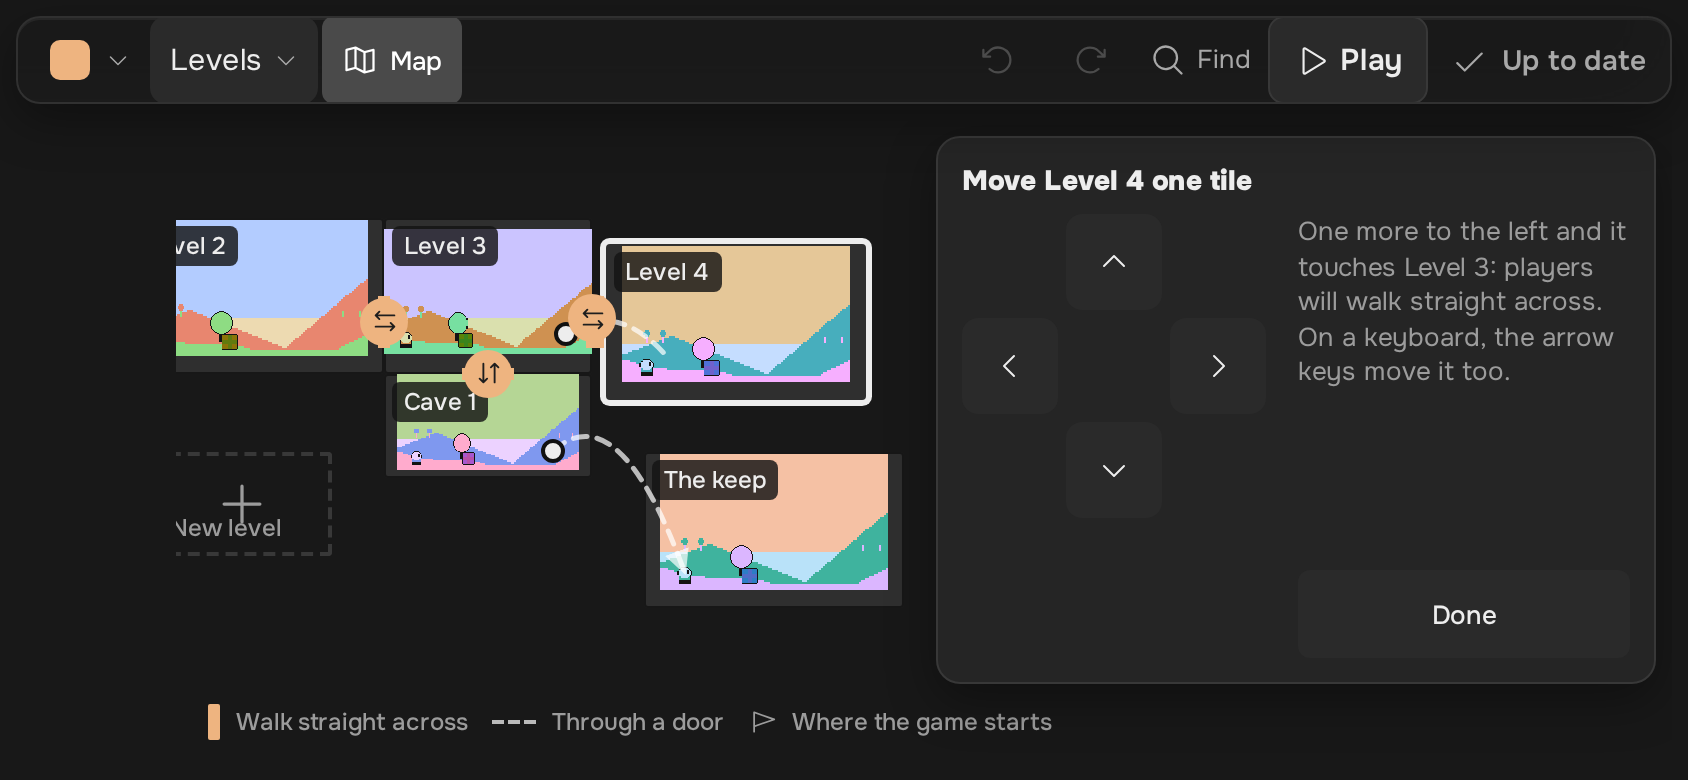 Levels
Map
Find
Play
Up to date
vel 2
Level 3
Level 4
Cave 1
The keep
New level
Move Level 4 one tile
One more to the left and it
touches Level 3: players
will walk straight across.
On a keyboard, the arrow
keys move it too.
Done
Walk straight across
Through a door
Where the game starts